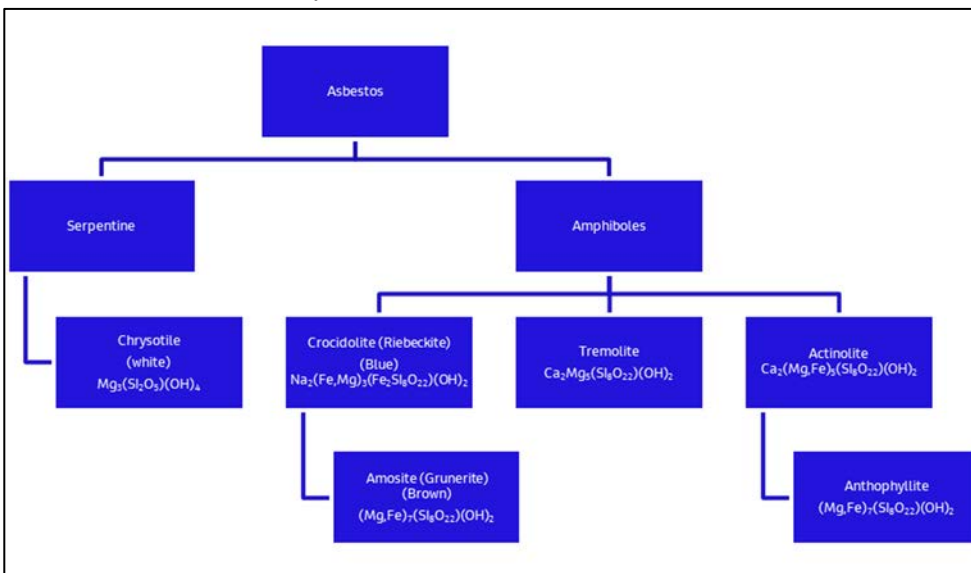 Asbestos
Serpentine
Amphiboles
Chrysotile
(white)
Mg₃(SI₂O₅)(OH)₄
Crocidolite (Riebeckite)
(Blue)
Na₂(Fe,Mg)₃(Fe₂SI₈O₂₂)(OH)₂
Tremolite
Ca₂Mg₅(SI₈O₂₂)(OH)₂
Actinolite
Ca₂(Mg,Fe)₅(SI₈O₂₂)(OH)₂
Amosite (Grunerite)
(Brown)
(Mg,Fe)₇(SI₈O₂₂)(OH)₂
Anthophyllite
(Mg,Fe)₇(SI₈O₂₂)(OH)₂